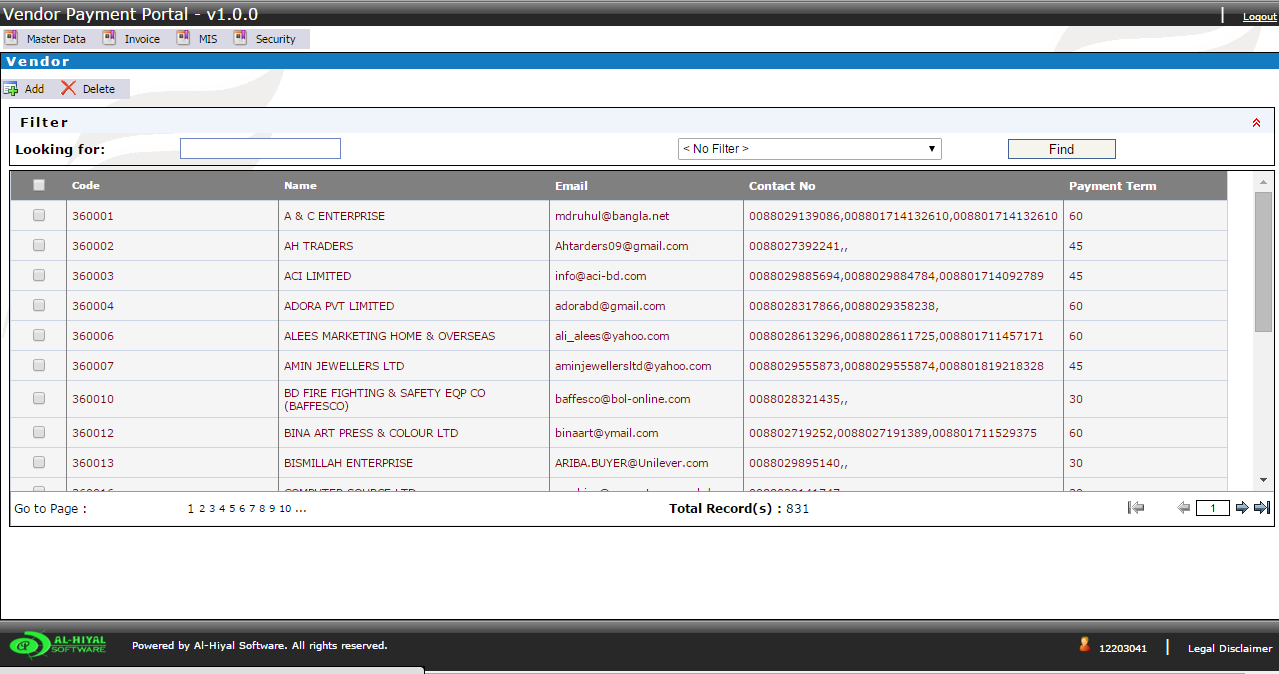 Vendor Payment Portal - v1.0.0
Logout
Master Data Invoice MIS Security
Vendor
Add Delete
Filter
Looking for: < No Filter > Find
Code Name Email Contact No Payment Term
360001 A & C ENTERPRISE mdruhul@bangla.net 0088029139086,008801714132610,008801714132610 60
360002 AH TRADERS Ahtarders09@gmail.com 0088027392241,, 45
360003 ACI LIMITED info@aci-bd.com 0088029885694,0088029884784,008801714092789 45
360004 ADORA PVT LIMITED adorabd@gmail.com 0088028317866,0088029358238, 60
360006 ALEES MARKETING HOME & OVERSEAS ali_alees@yahoo.com 0088028613296,0088028611725,008801711457171 60
360007 AMIN JEWELLERS LTD aminjewellersltd@yahoo.com 0088029555873,0088029555874,008801819218328 45
360010 BD FIRE FIGHTING & SAFETY EQP CO (BAFFESCO) baffesco@bol-online.com 0088028321435,, 30
360012 BINA ART PRESS & COLOUR LTD binaart@ymail.com 008802719252,0088027191389,008801711529375 60
360013 BISMILLAH ENTERPRISE ARIBA.BUYER@Unilever.com 0088029895140,, 30
Go to Page : 1 2 3 4 5 6 7 8 9 10 ... Total Record(s) : 831 1
AL-HIYAL
SOFTWARE
Powered by Al-Hiyal Software. All rights reserved.
12203041 Legal Disclaimer